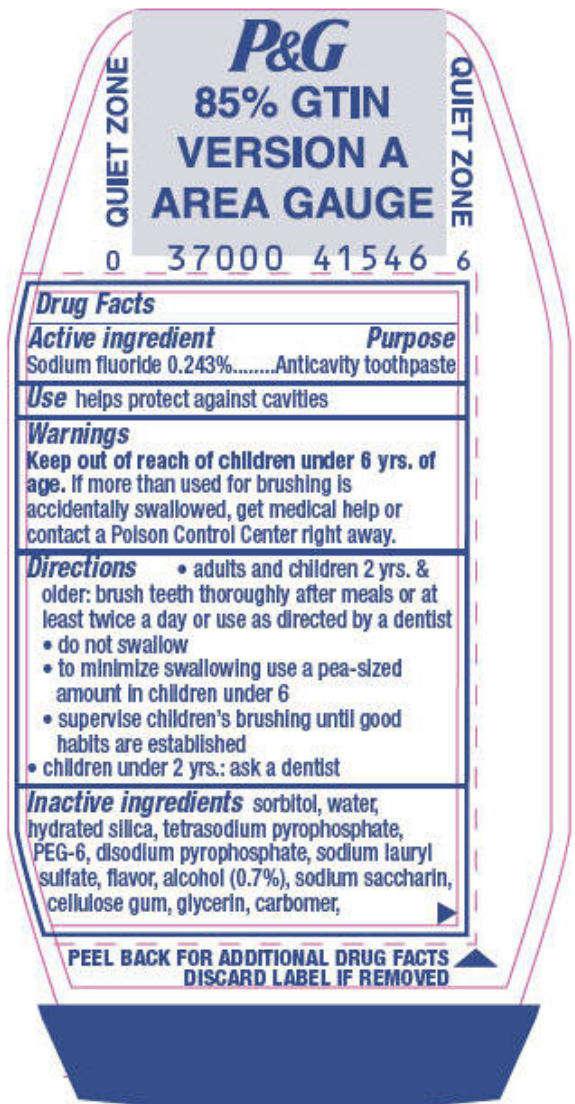 P&G
85% GTIN
VERSION A
AREA GAUGE
QUIET ZONE
QUIET ZONE
0 37000 41546 6
Drug Facts
Active ingredient Purpose
Sodium fluoride 0.243%........Anticavity toothpaste
Use helps protect against cavities
Warnings
Keep out of reach of children under 6 yrs. of
age. If more than used for brushing is
accidentally swallowed, get medical help or
contact a Poison Control Center right away.
Directions • adults and children 2 yrs. &
older: brush teeth thoroughly after meals or at
least twice a day or use as directed by a dentist
• do not swallow
• to minimize swallowing use a pea-sized
amount in children under 6
• supervise children's brushing until good
habits are established
• children under 2 yrs.: ask a dentist
Inactive ingredients sorbitol, water,
hydrated silica, tetrasodium pyrophosphate,
PEG-6, disodium pyrophosphate, sodium lauryl
sulfate, flavor, alcohol (0.7%), sodium saccharin,
cellulose gum, glycerin, carbomer,
PEEL BACK FOR ADDITIONAL DRUG FACTS
DISCARD LABEL IF REMOVED